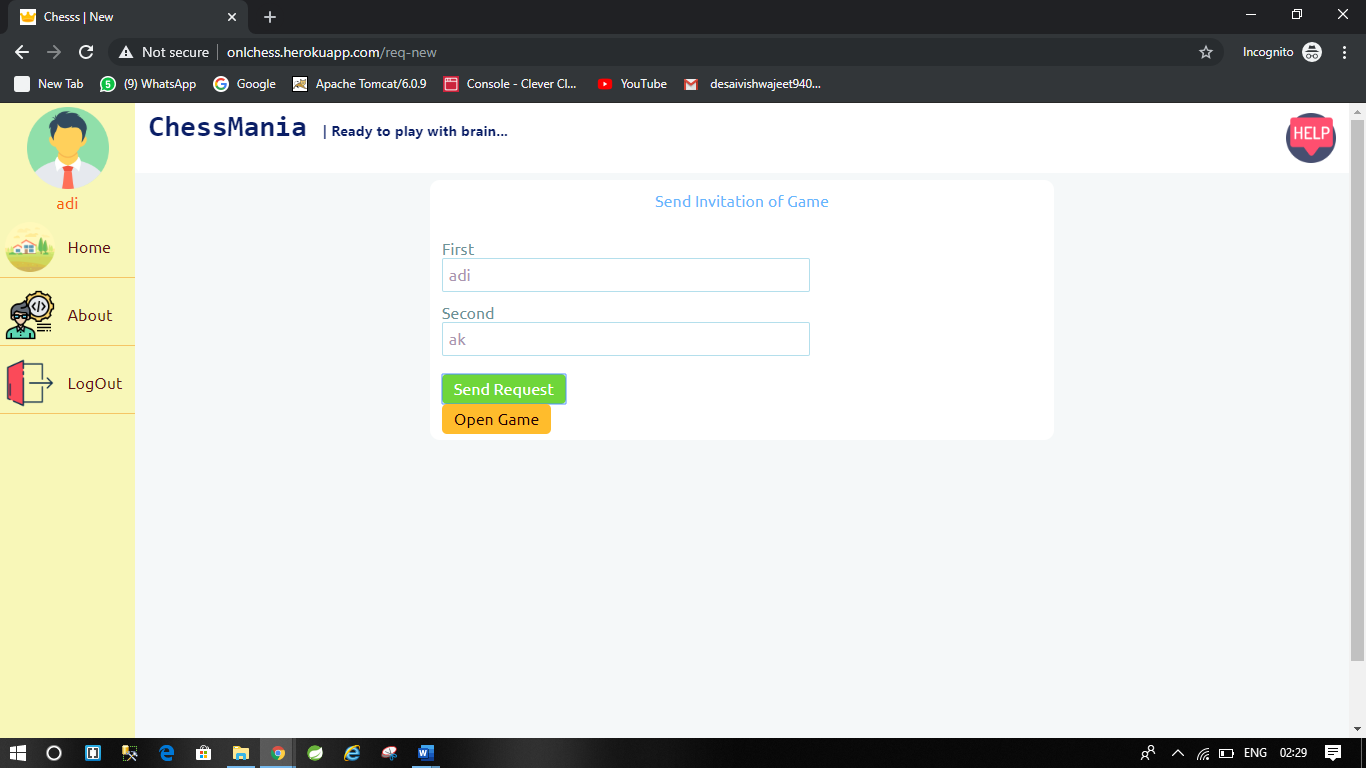 Chesss | New
Not secure
onlchess.herokuapp.com/req-new
Incognito
New Tab
5
(9) WhatsApp
Google
Apache Tomcat/6.0.9
Console - Clever Cl...
YouTube
desaivishwajeet940...
ChessMania | Ready to play with brain...
HELP
adi
Home
About
LogOut
Send Invitation of Game
First
adi
Second
ak
Send Request
Open Game
ENG
02:29